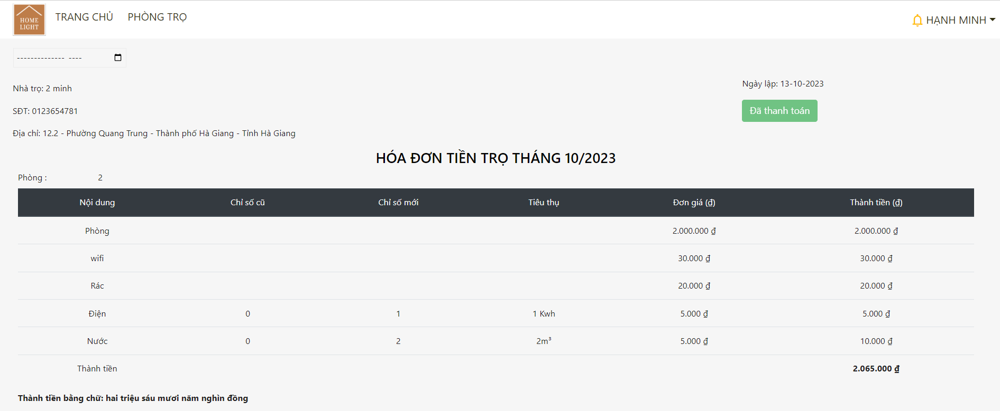 HOME
LIGHT
TRANG CHỦ PHÒNG TRỌ
HẠNH MINH
-------------- ----
Nhà trọ: 2 minh
SĐT: 0123654781
Địa chỉ: 12.2 - Phường Quang Trung - Thành phố Hà Giang - Tỉnh Hà Giang
Ngày lập: 13-10-2023
Đã thanh toán
HÓA ĐƠN TIỀN TRỌ THÁNG 10/2023
Phòng : 2
Nội dung Chỉ số cũ Chỉ số mới Tiêu thụ Đơn giá (₫) Thành tiền (₫)
Phòng 2.000.000 ₫ 2.000.000 ₫
wifi 30.000 ₫ 30.000 ₫
Rác 20.000 ₫ 20.000 ₫
Điện 0 1 1 Kwh 5.000 ₫ 5.000 ₫
Nước 0 2 2m³ 5.000 ₫ 10.000 ₫
Thành tiền 2.065.000 ₫
Thành tiền bằng chữ: hai triệu sáu mươi năm nghìn đồng